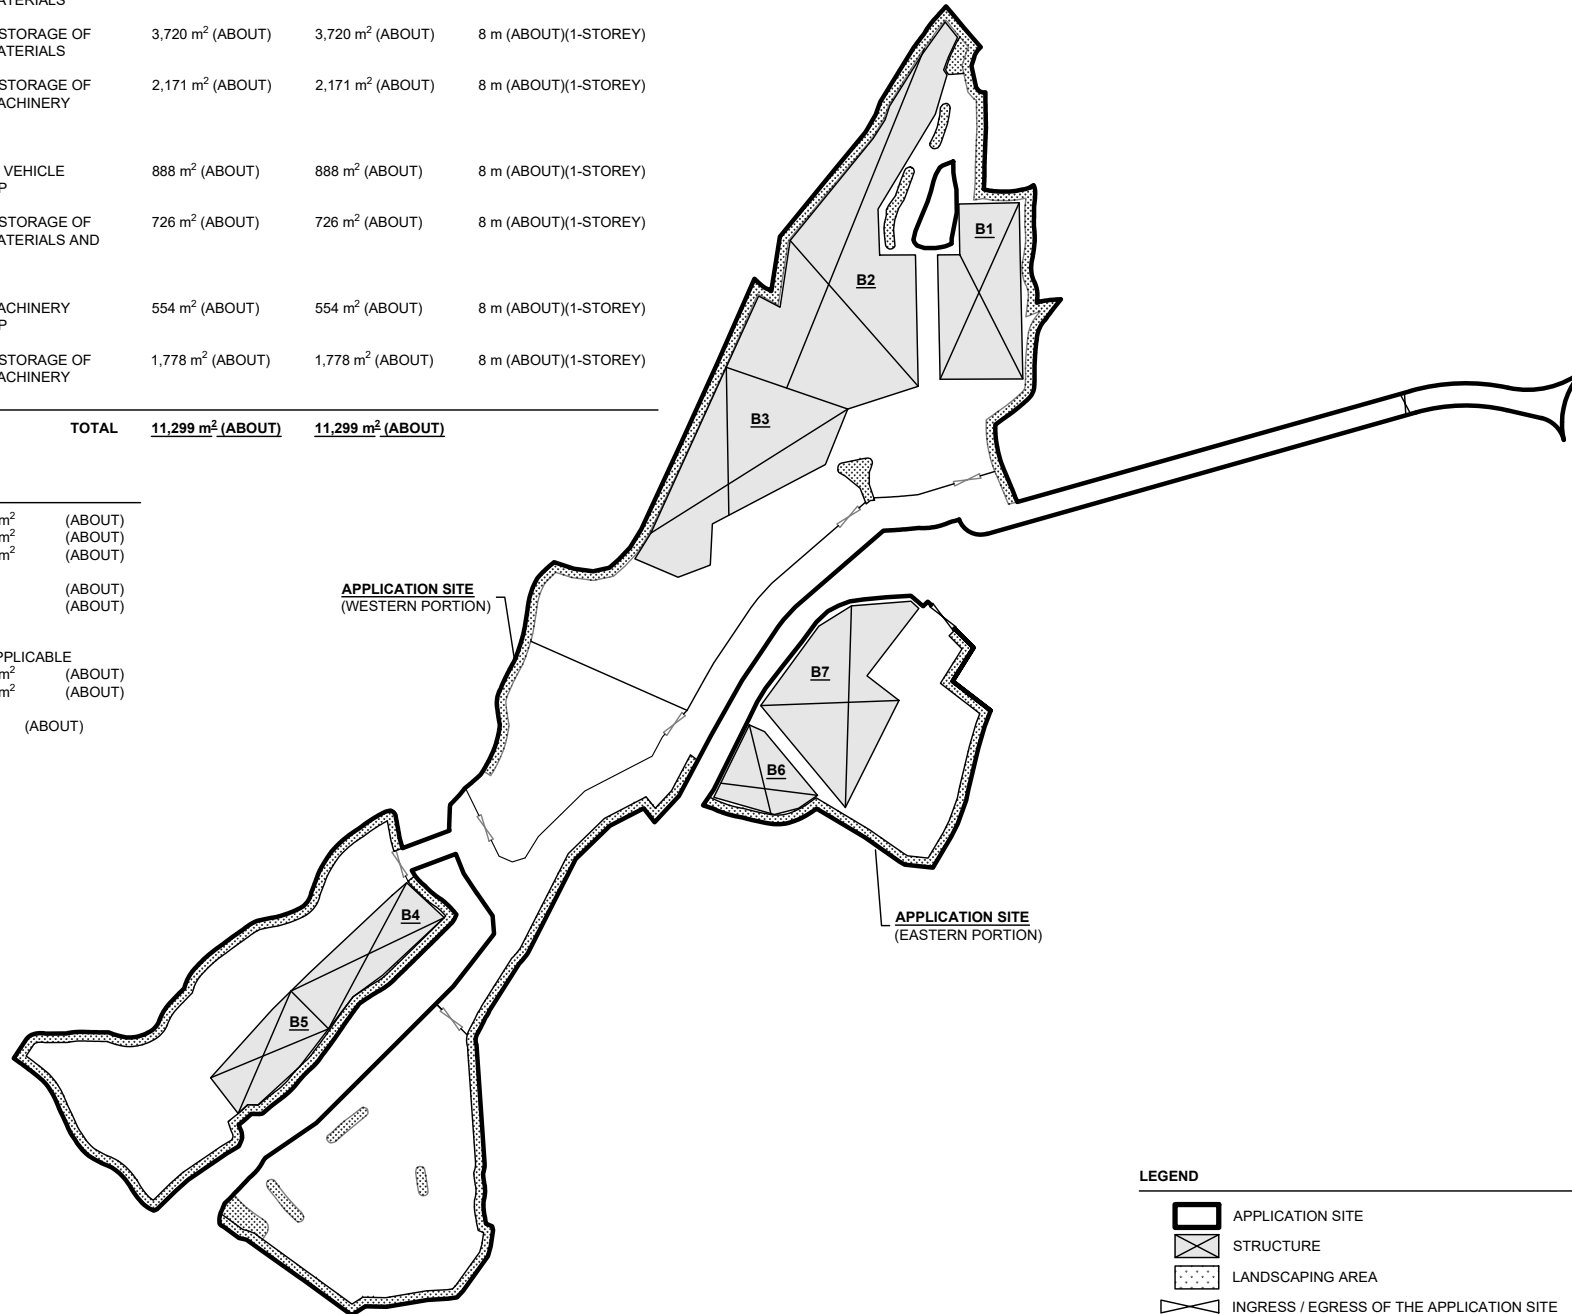 ATERIALS
STORAGE OF 3,720 m² (ABOUT) 3,720 m² (ABOUT) 8 m (ABOUT)(1-STOREY)
ATERIALS
STORAGE OF 2,171 m² (ABOUT) 2,171 m² (ABOUT) 8 m (ABOUT)(1-STOREY)
ACHINERY
VEHICLE 888 m² (ABOUT) 888 m² (ABOUT) 8 m (ABOUT)(1-STOREY)
P
STORAGE OF 726 m² (ABOUT) 726 m² (ABOUT) 8 m (ABOUT)(1-STOREY)
ATERIALS AND
ACHINERY 554 m² (ABOUT) 554 m² (ABOUT) 8 m (ABOUT)(1-STOREY)
P
STORAGE OF 1,778 m² (ABOUT) 1,778 m² (ABOUT) 8 m (ABOUT)(1-STOREY)
ACHINERY
TOTAL 11,299 m² (ABOUT) 11,299 m² (ABOUT)
m² (ABOUT)
m² (ABOUT)
m² (ABOUT)
(ABOUT)
(ABOUT)
PPLICABLE
m² (ABOUT)
m² (ABOUT)
(ABOUT)
B1
B2
B3
APPLICATION SITE
(WESTERN PORTION)
B7
B6
B4
APPLICATION SITE
(EASTERN PORTION)
B5
LEGEND
APPLICATION SITE
STRUCTURE
LANDSCAPING AREA
INGRESS / EGRESS OF THE APPLICATION SITE